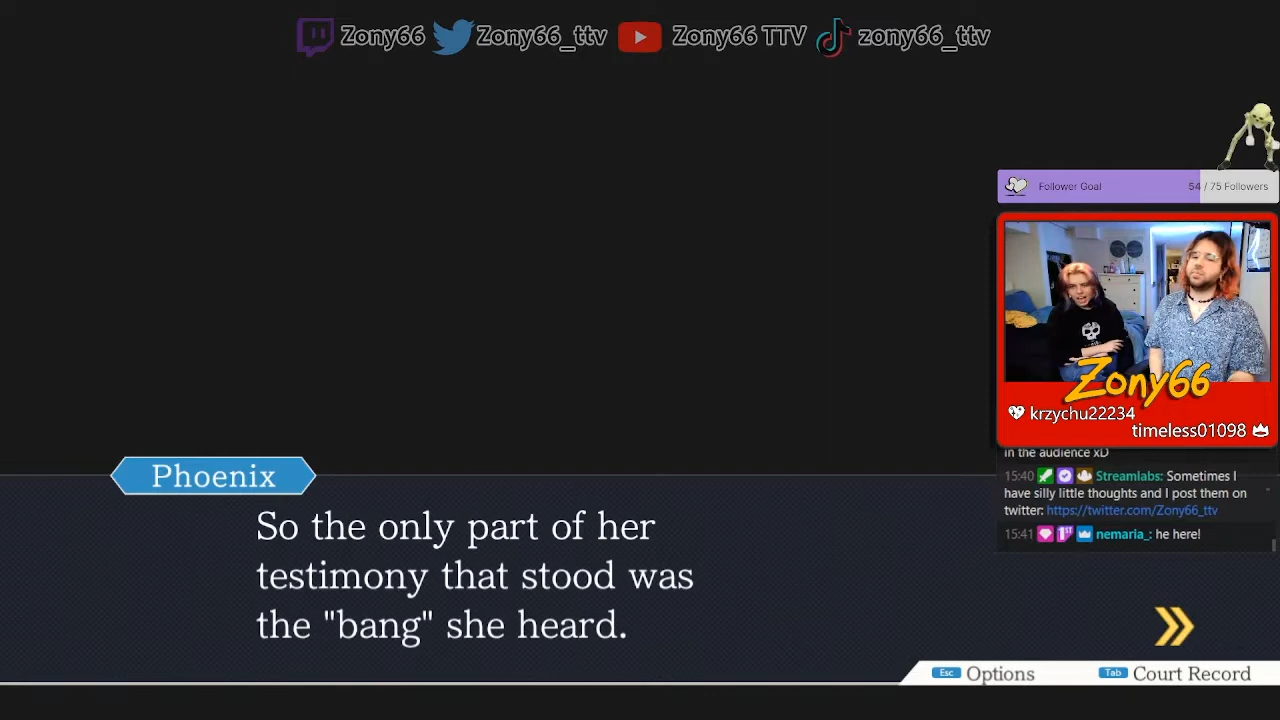 Zony66 Zony66_ttv Zony66 TTV zony66_ttv
Follower Goal 54 / 75 Followers
Zony66
krzychu22234
timeless01098
in the audience xD
15:40 Streamlabs: Sometimes I
have silly little thoughts and I post them on
twitter: https://twitter.com/Zony66_ttv
15:41 nemaria_: he here!
Phoenix
So the only part of her
testimony that stood was
the "bang" she heard.
Esc Options Tab Court Record